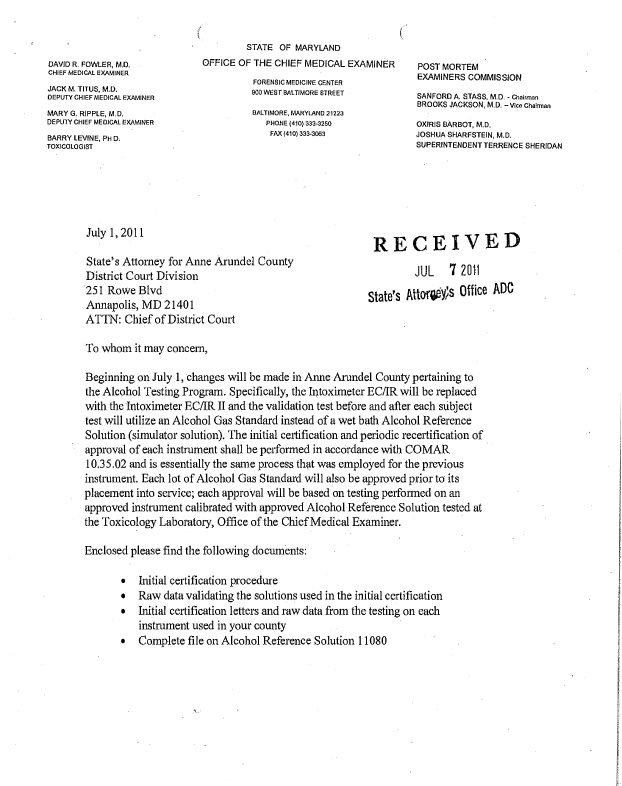 STATE OF MARYLAND
OFFICE OF THE CHIEF MEDICAL EXAMINER
FORENSIC MEDICINE CENTER
900 WEST BALTIMORE STREET
BALTIMORE, MARYLAND 21223
PHONE (410) 333-3250
FAX (410) 333-3063
DAVID R. FOWLER, M.D.
CHIEF MEDICAL EXAMINER
JACK M. TITUS, M.D.
DEPUTY CHIEF MEDICAL EXAMINER
MARY G. RIPPLE, M.D.
DEPUTY CHIEF MEDICAL EXAMINER
BARRY LEVINE, PH D.
TOXICOLOGIST
POST MORTEM
EXAMINERS COMMISSION
SANFORD A. STASS, M.D. - Chairman
BROOKS JACKSON, M.D. – Vice Chairman
OXIRIS BARBOT, M.D.
JOSHUA SHARFSTEIN, M.D.
SUPERINTENDENT TERRENCE SHERIDAN
July 1, 2011
State's Attorney for Anne Arundel County
District Court Division
251 Rowe Blvd
Annapolis, MD 21401
ATTN: Chief of District Court
RECEIVED
JUL 7 2011
State's Attorney's Office ADC
To whom it may concern,
Beginning on July 1, changes will be made in Anne Arundel County pertaining to
the Alcohol Testing Program. Specifically, the Intoximeter EC/IR will be replaced
with the Intoximeter EC/IR II and the validation test before and after each subject
test will utilize an Alcohol Gas Standard instead of a wet bath Alcohol Reference
Solution (simulator solution). The initial certification and periodic recertification of
approval of each instrument shall be performed in accordance with COMAR
10.35.02 and is essentially the same process that was employed for the previous
instrument. Each lot of Alcohol Gas Standard will also be approved prior to its
placement into service; each approval will be based on testing performed on an
approved instrument calibrated with approved Alcohol Reference Solution tested at
the Toxicology Laboratory, Office of the Chief Medical Examiner.
Enclosed please find the following documents:
• Initial certification procedure
• Raw data validating the solutions used in the initial certification
• Initial certification letters and raw data from the testing on each
instrument used in your county
• Complete file on Alcohol Reference Solution 11080